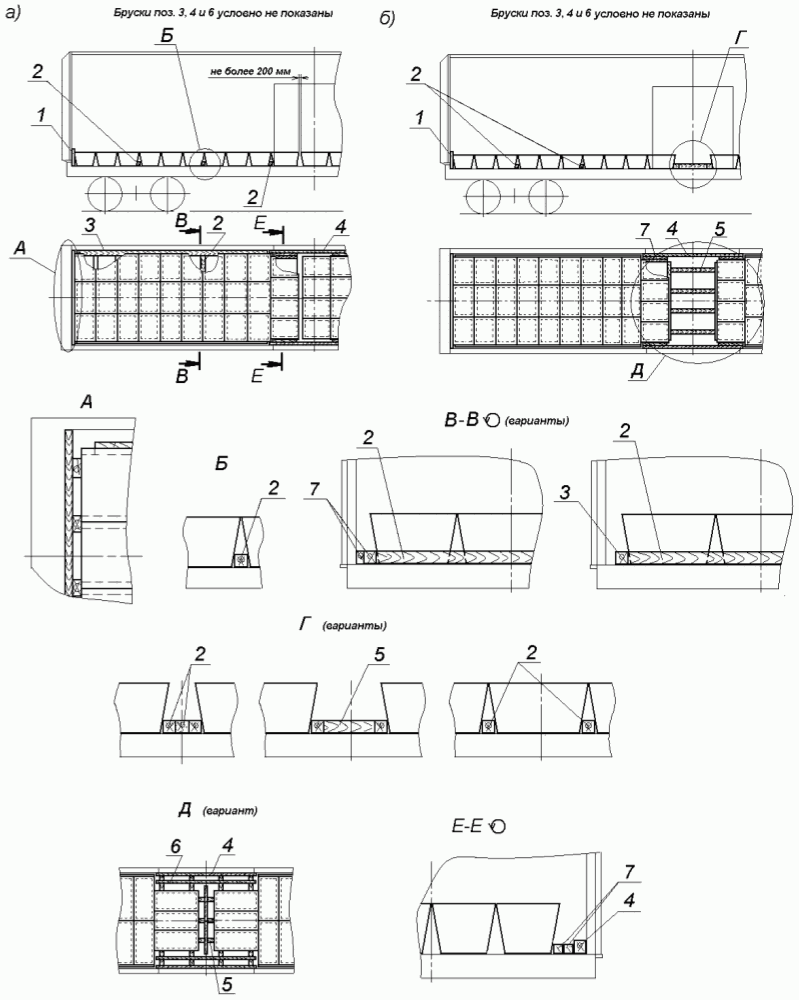 а)
Бруски поз. 3, 4 и 6 условно не показаны
Б
2
не более 200 мм
1
2
3
В
2
Е
4
А
В
Е
б)
Бруски поз. 3, 4 и 6 условно не показаны
Г
2
1
7
4
5
Д
А
Б
2
В-В (варианты)
2
7
2
3
Г (варианты)
2
5
2
Д (вариант)
6
4
5
Е-Е
7
4